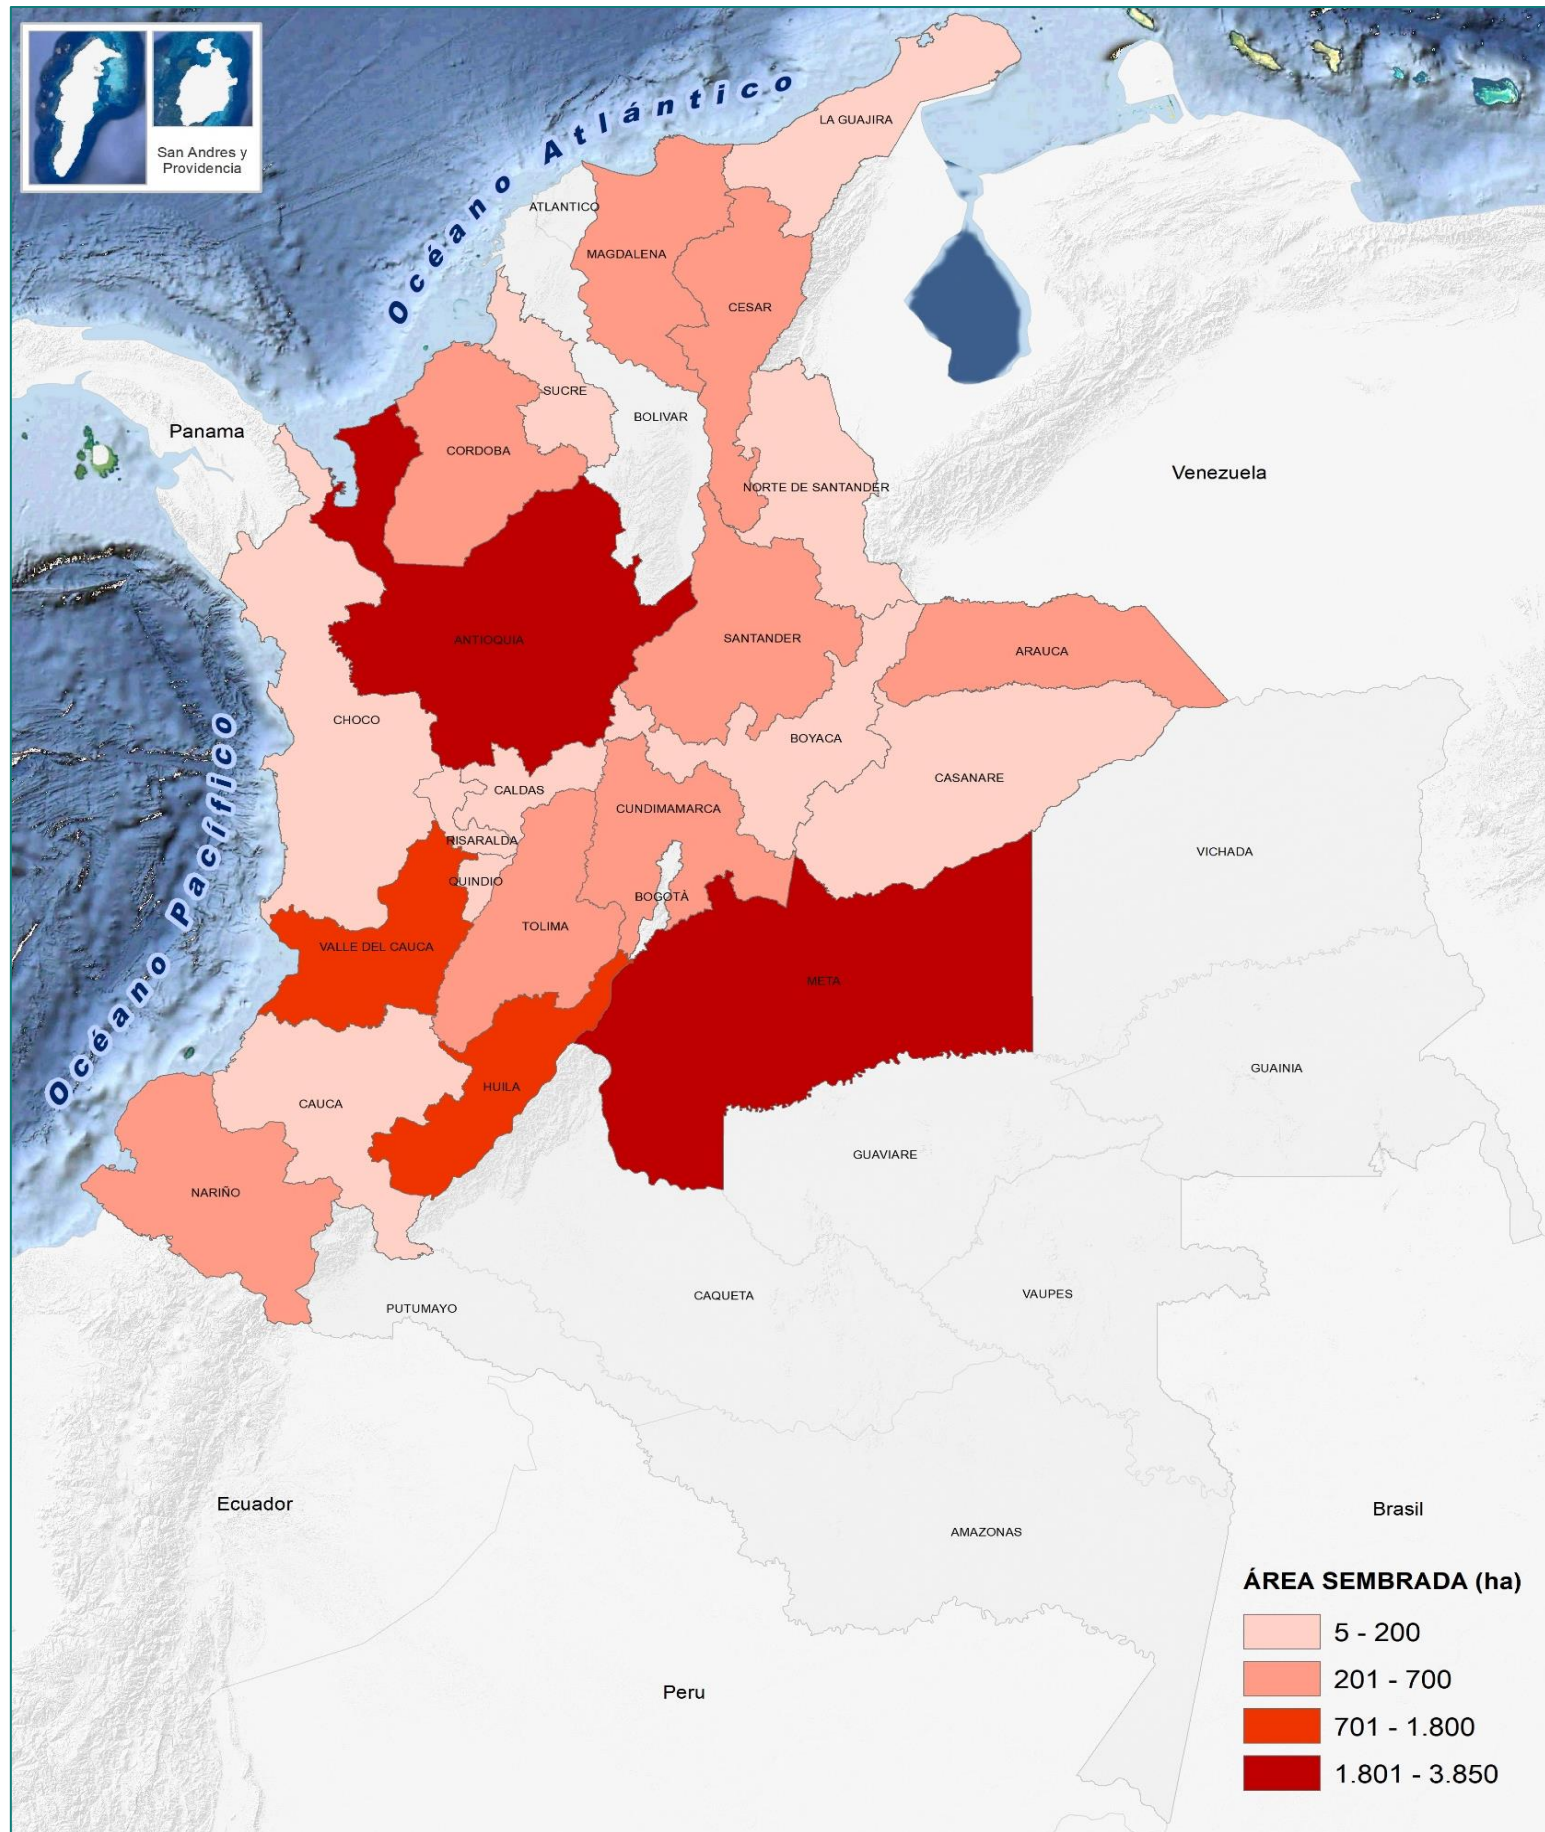 San Andres y
Providencia
Océano Atlántico
LA GUAJIRA
ATLANTICO
MAGDALENA
CESAR
SUCRE
BOLIVAR
Panama
CORDOBA
Venezuela
NORTE DE SANTANDER
ANTIOQUIA
SANTANDER
ARAUCA
CHOCO
BOYACA
CASANARE
CALDAS
CUNDIMAMARCA
RISARALDA
VICHADA
QUINDIO
BOGOTÀ
TOLIMA
VALLE DEL CAUCA
META
Océano Pacífico
GUAINIA
HUILA
CAUCA
GUAVIARE
NARIÑO
CAQUETA
VAUPES
PUTUMAYO
Ecuador
Brasil
AMAZONAS
Peru
ÁREA SEMBRADA (ha)
5 - 200
201 - 700
701 - 1.800
1.801 - 3.850